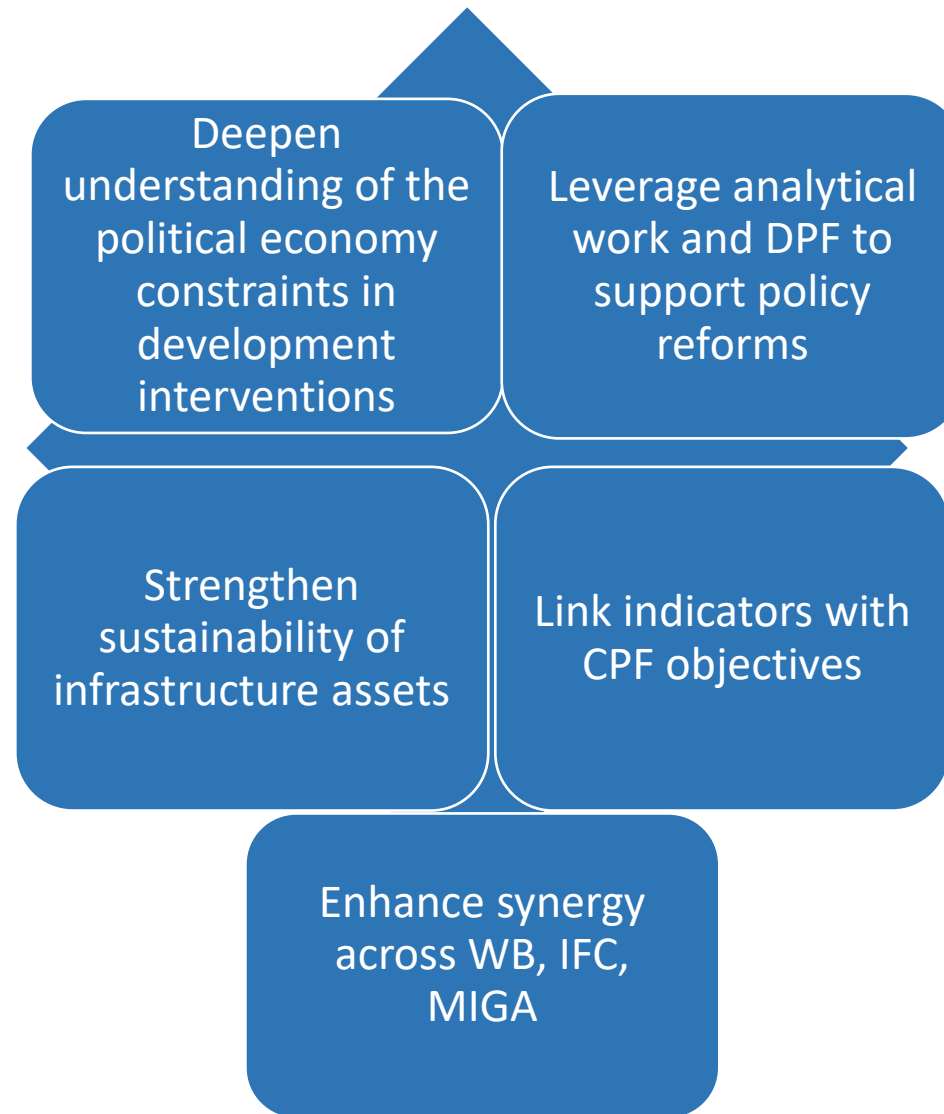 Deepen
understanding of the
political economy
constraints in
development
interventions
Leverage analytical
work and DPF to
support policy
reforms
Strengthen
sustainability of
infrastructure assets
Link indicators with
CPF objectives
Enhance synergy
across WB, IFC,
MIGA